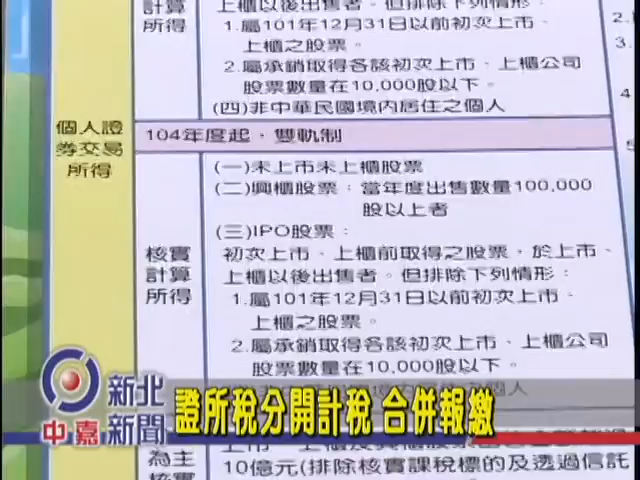 計算
所得
上櫃以後出售者。但排除下列情形：
1.屬101年12月31日以前初次上市、
上櫃之股票。
2.屬承銷取得各該初次上市、上櫃公司
股票數量在10,000股以下。
(四)非中華民國境內居住之個人
2.
3.
4
個人證
券交易
所得
104年度起，雙軌制
核實
計算
所得
(一)未上市未上櫃股票
(二)興櫃股票：當年度出售數量100,000
股以上者
(三)IPO股票：
初次上市、上櫃前取得之股票，於上市、
上櫃以後出售者。但排除下列情形：
1.屬101年12月31日以前初次上市、
上櫃之股票。
2.屬承銷取得各該初次上市、上櫃公司
股票數量在10,000股以下。
新北
中嘉新聞
證所稅分開計稅 合併報繳
為主
10億元(排除核實課稅標的及透過信託